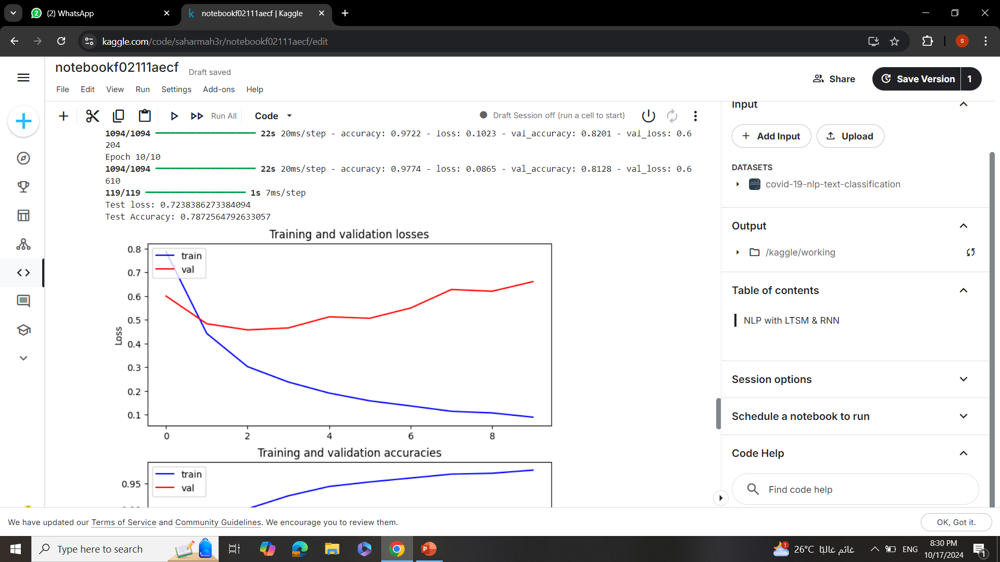 (2) WhatsApp
notebookf02111aecf | Kaggle
kaggle.com/code/saharmah3r/notebookf02111aecf/edit
S
notebookf02111aecf
Draft saved
File Edit View Run Settings Add-ons Help
Share
Save Version 1
Run All
Code
Draft Session off (run a cell to start)
1094/1094 22s 20ms/step - accuracy: 0.9722 - loss: 0.1023 - val_accuracy: 0.8201 - val_loss: 0.6
204
Epoch 10/10
1094/1094 22s 20ms/step - accuracy: 0.9774 - loss: 0.0865 - val_accuracy: 0.8128 - val_loss: 0.6
610
119/119 1s 7ms/step
Test loss: 0.7238386273384094
Test Accuracy: 0.7872564792633057
Training and validation losses
train
val
0.8
0.7
0.6
0.5
0.4
0.3
0.2
0.1
Loss
0 2 4 6 8
Training and validation accuracies
train
val
0.95
Input
Add Input
Upload
DATASETS
covid-19-nlp-text-classification
Output
/kaggle/working
Table of contents
NLP with LTSM & RNN
Session options
Schedule a notebook to run
Code Help
Find code help
We have updated our Terms of Service and Community Guidelines. We encourage you to review them.
OK, Got it.
Type here to search
1
26°C غائم غالبًا
ENG
8:30 PM
10/17/2024
1